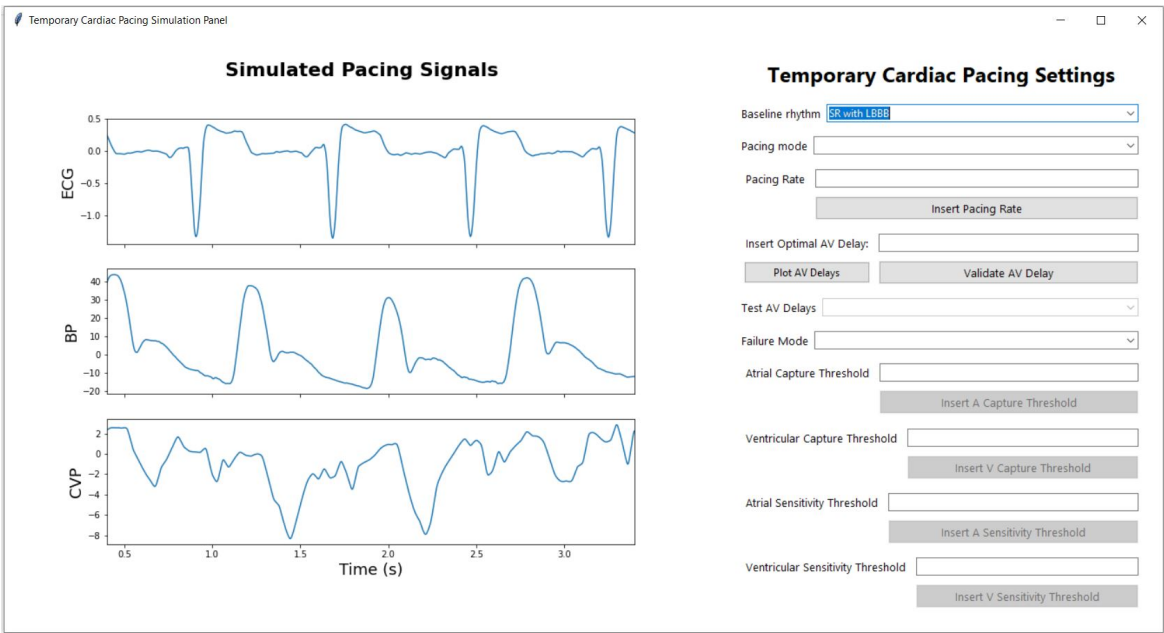 Temporary Cardiac Pacing Simulation Panel
Simulated Pacing Signals
0.5
0.0
−0.5
−1.0
ECG
40
30
20
10
0
−10
−20
BP
2
0
−2
−4
−6
−8
CVP
0.5 1.0 1.5 2.0 2.5 3.0
Time (s)
Temporary Cardiac Pacing Settings
Baseline rhythm SR with LBBB
Pacing mode
Pacing Rate
Insert Pacing Rate
Insert Optimal AV Delay:
Plot AV Delays Validate AV Delay
Test AV Delays
Failure Mode
Atrial Capture Threshold
Insert A Capture Threshold
Ventricular Capture Threshold
Insert V Capture Threshold
Atrial Sensitivity Threshold
Insert A Sensitivity Threshold
Ventricular Sensitivity Threshold
Insert V Sensitivity Threshold